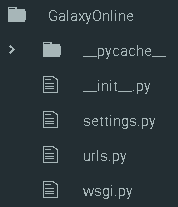 GalaxyOnline
__pycache__
__init__.py
settings.py
urls.py
wsgi.py